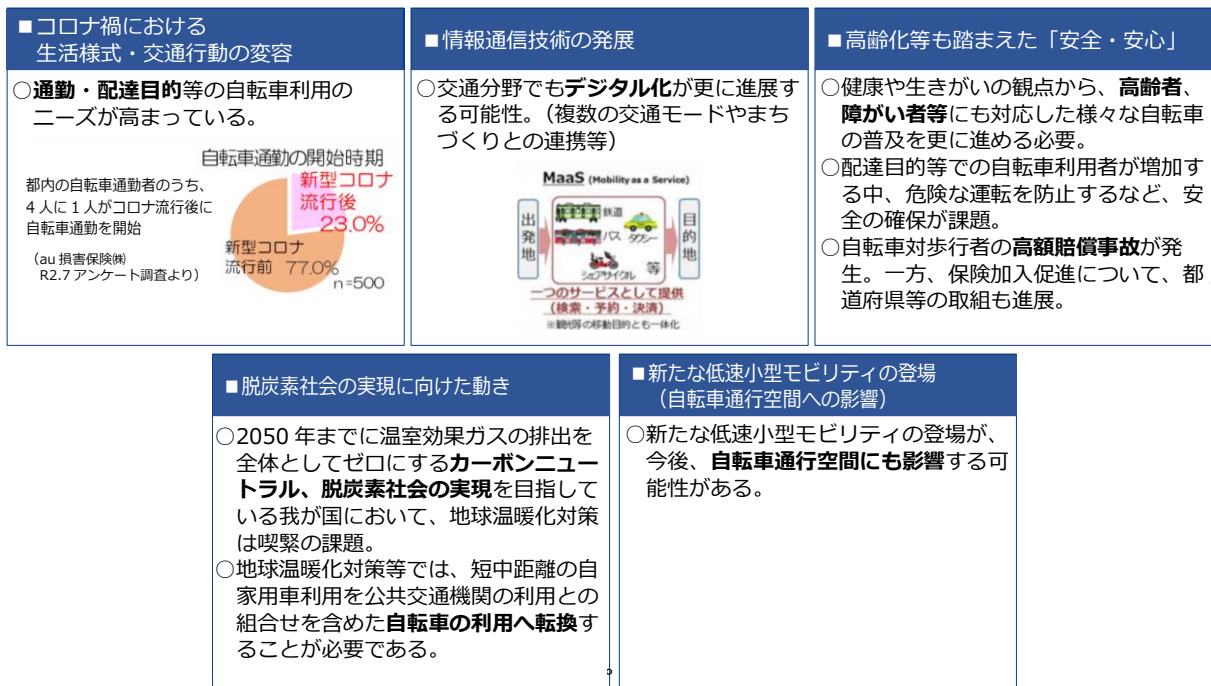 ■コロナ禍における
生活様式・交通行動の変容
○通勤・配達目的等の自転車利用の
ニーズが高まっている。
自転車通勤の開始時期
都内の自転車通勤者のうち、
4人に1人がコロナ流行後に
自転車通勤を開始
（au 損害保険㈱
R2.7 アンケート調査より）
新型コロナ
流行後
23.0%
新型コロナ
流行前 77.0%
n=500
■情報通信技術の発展
○交通分野でもデジタル化が更に進展す
る可能性。（複数の交通モードやまち
づくりとの連携等）
MaaS (Mobility as a Service)
出発地
鉄道
バス タクシー
シェアサイクル 等
目的地
一つのサービスとして提供
（検索・予約・決済）
※観光等の移動目的とも一体化
■高齢化等も踏まえた「安全・安心」
○健康や生きがいの観点から、高齢者、
障がい者等にも対応した様々な自転車
の普及を更に進める必要。
○配達目的等での自転車利用者が増加す
る中、危険な運転を防止するなど、安
全の確保が課題。
○自転車対歩行者の高額賠償事故が発
生。一方、保険加入促進について、都
道府県等の取組も進展。
■脱炭素社会の実現に向けた動き
○2050 年までに温室効果ガスの排出を
全体としてゼロにするカーボンニュー
トラル、脱炭素社会の実現を目指して
いる我が国において、地球温暖化対策
は喫緊の課題。
○地球温暖化対策等では、短中距離の自
家用車利用を公共交通機関の利用との
組合せを含めた自転車の利用へ転換す
ることが必要である。
■新たな低速小型モビリティの登場
（自転車通行空間への影響）
○新たな低速小型モビリティの登場が、
今後、自転車通行空間にも影響する可
能性がある。